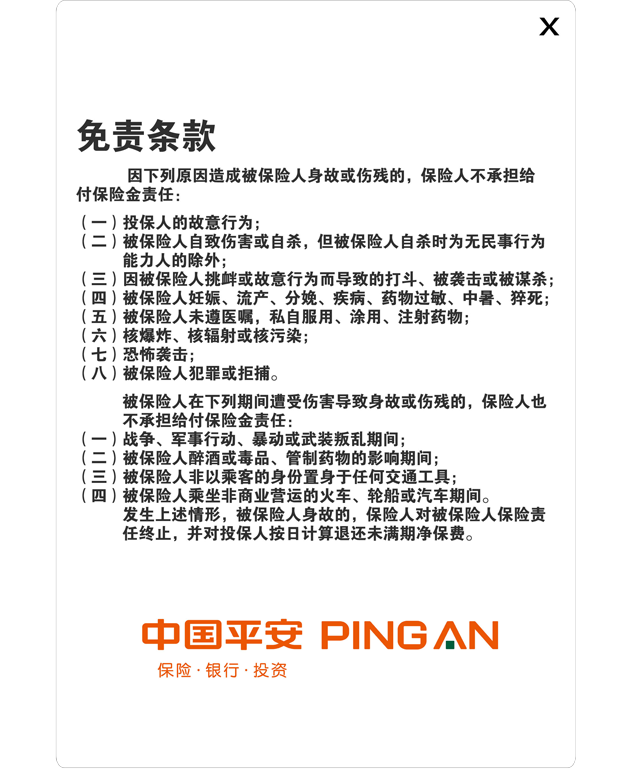 X
免责条款
因下列原因造成被保险人身故或伤残的，保险人不承担给
付保险金责任：
（一）投保人的故意行为；
（二）被保险人自致伤害或自杀，但被保险人自杀时为无民事行为
能力人的除外；
（三）因被保险人挑衅或故意行为而导致的打斗、被袭击或被谋杀；
（四）被保险人妊娠、流产、分娩、疾病、药物过敏、中暑、猝死；
（五）被保险人未遵医嘱，私自服用、涂用、注射药物；
（六）核爆炸、核辐射或核污染；
（七）恐怖袭击；
（八）被保险人犯罪或拒捕。
被保险人在下列期间遭受伤害导致身故或伤残的，保险人也
不承担给付保险金责任：
（一）战争、军事行动、暴动或武装叛乱期间；
（二）被保险人醉酒或毒品、管制药物的影响期间；
（三）被保险人非以乘客的身份置身于任何交通工具；
（四）被保险人乘坐非商业营运的火车、轮船或汽车期间。
发生上述情形，被保险人身故的，保险人对被保险人保险责
任终止，并对投保人按日计算退还未满期净保费。
中国平安 PING AN
保险·银行·投资